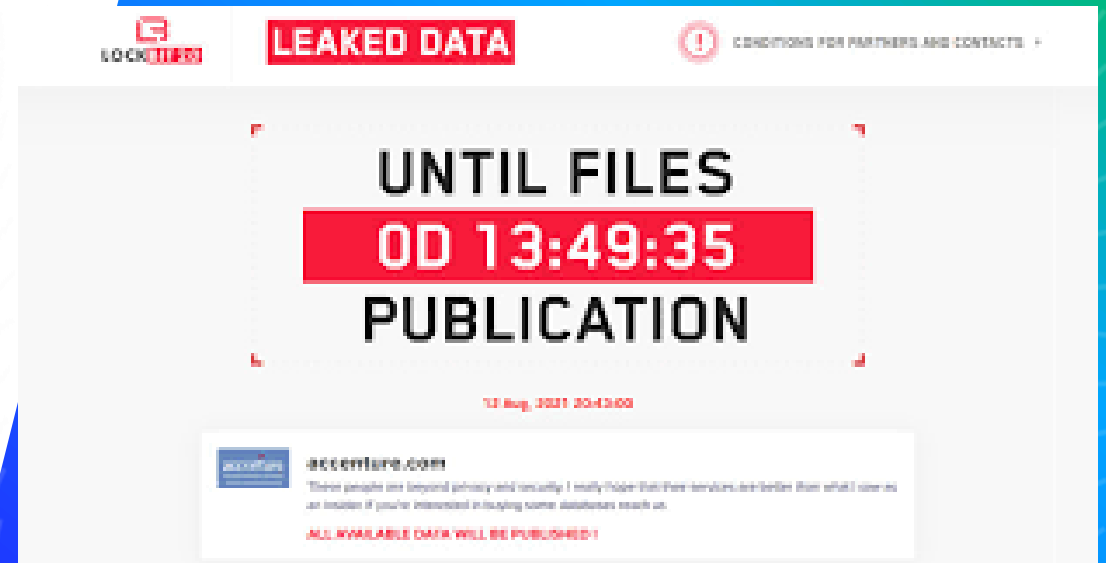 LOCKBIT 2.0
LEAKED DATA
CONDITIONS FOR PARTNERS AND CONTACTS >
UNTIL FILES
0D 13:49:35
PUBLICATION
12 Aug, 2021 20:43:00
accenture
accenture.com
These people are beyond privacy and security. I really hope that their services are better than what I saw as
an insider. If you're interested in buying some databases reach us.
ALL AVAILABLE DATA WILL BE PUBLISHED !